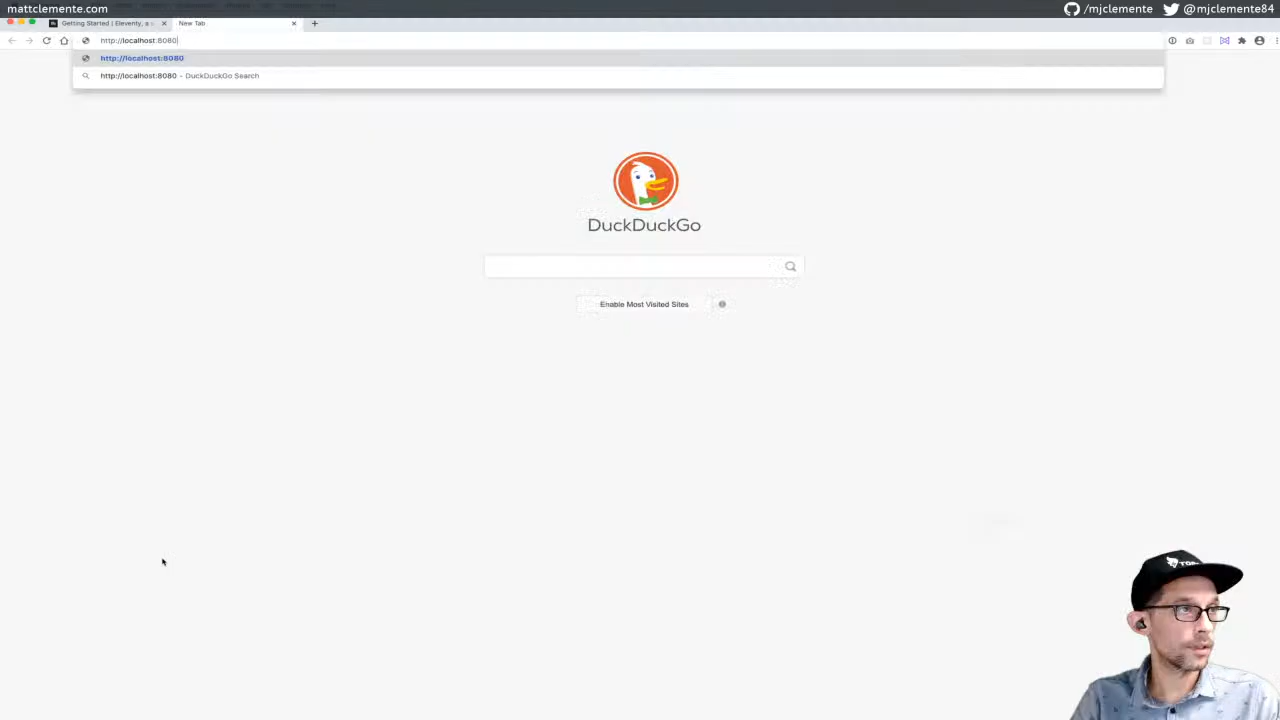 mattclemente.com
/mjclemente @mjclemente84
Getting Started | Eleventy, a s
New Tab
http://localhost:8080
http://localhost:8080
http://localhost:8080 - DuckDuckGo Search
DuckDuckGo
Enable Most Visited Sites